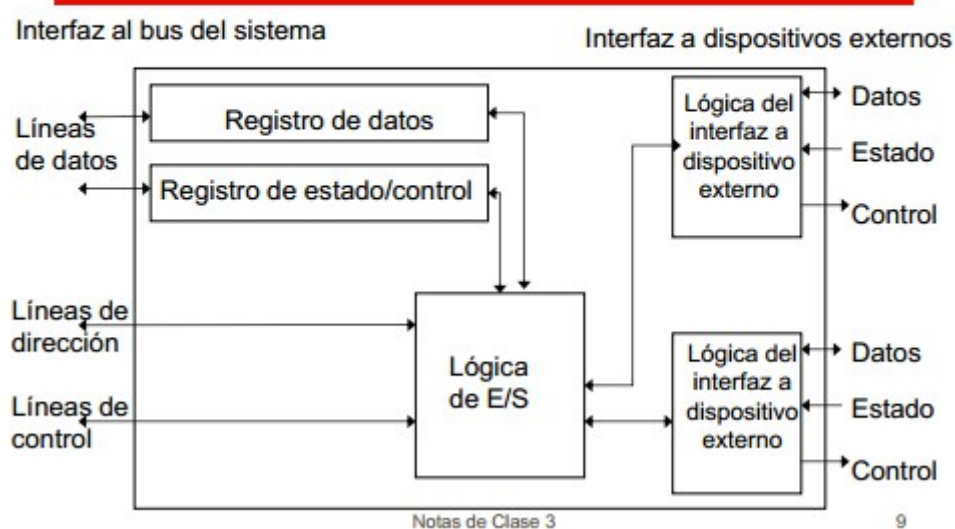 Interfaz al bus del sistema
Interfaz a dispositivos externos
Líneas
de datos
Registro de datos
Registro de estado/control
Líneas de
dirección
Líneas de
control
Lógica
de E/S
Lógica del
interfaz a
dispositivo
externo
Datos
Estado
Control
Lógica del
interfaz a
dispositivo
externo
Datos
Estado
Control
Notas de Clase 3
9